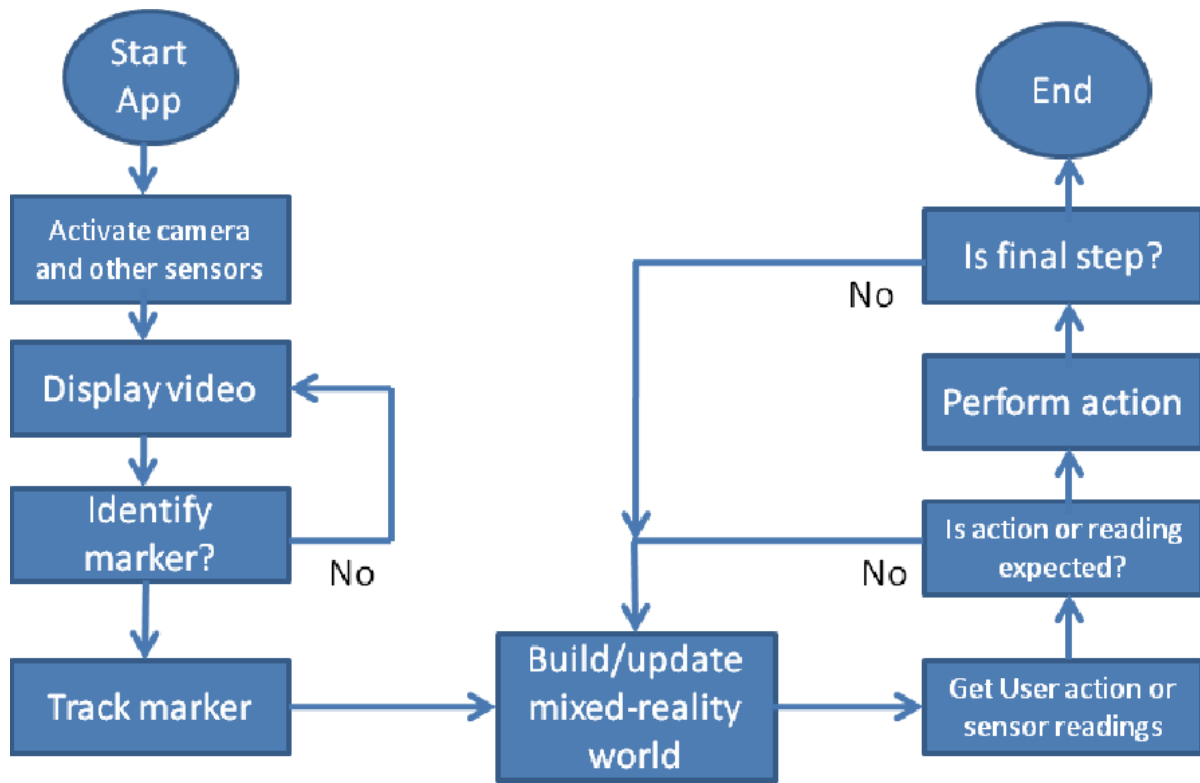 Start
App
Activate camera
and other sensors
Display video
Identify
marker?
No
Track marker
Build/update
mixed-reality
world
Get User action or
sensor readings
Is action or reading
expected?
No
Perform action
Is final step?
No
End